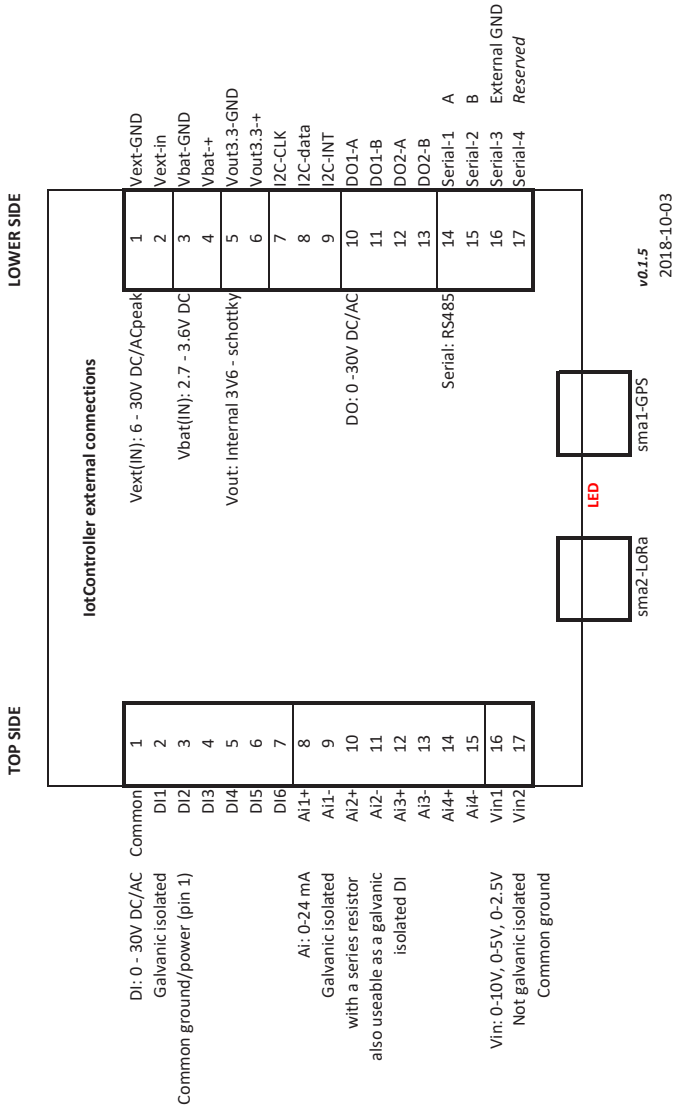 TOP SIDE
LOWER SIDE
IotController external connections
DI: 0 - 30V DC/AC
Galvanic isolated
Common ground/power (pin 1)
Ai: 0-24 mA
Galvanic isolated
with a series resistor
also useable as a galvanic
isolated DI
Vin: 0-10V, 0-5V, 0-2.5V
Not galvanic isolated
Common ground
Common 1
DI1 2
DI2 3
DI3 4
DI4 5
DI5 6
DI6 7
Ai1+ 8
Ai1- 9
Ai2+ 10
Ai2- 11
Ai3+ 12
Ai3- 13
Ai4+ 14
Ai4- 15
Vin1 16
Vin2 17
Vext(IN): 6 - 30V DC/ACpeak
Vbat(IN): 2.7 - 3.6V DC
Vout: Internal 3V6 - schottky
DO: 0 -30V DC/AC
Serial: RS485
1 Vext-GND
2 Vext-in
3 Vbat-GND
4 Vbat-+
5 Vout3.3-GND
6 Vout3.3-+
7 I2C-CLK
8 I2C-data
9 I2C-INT
10 DO1-A
11 DO1-B
12 DO2-A
13 DO2-B
14 Serial-1 A
15 Serial-2 B
16 Serial-3 External GND
17 Serial-4 Reserved
sma2-LoRa
LED
sma1-GPS
v0.1.5
2018-10-03